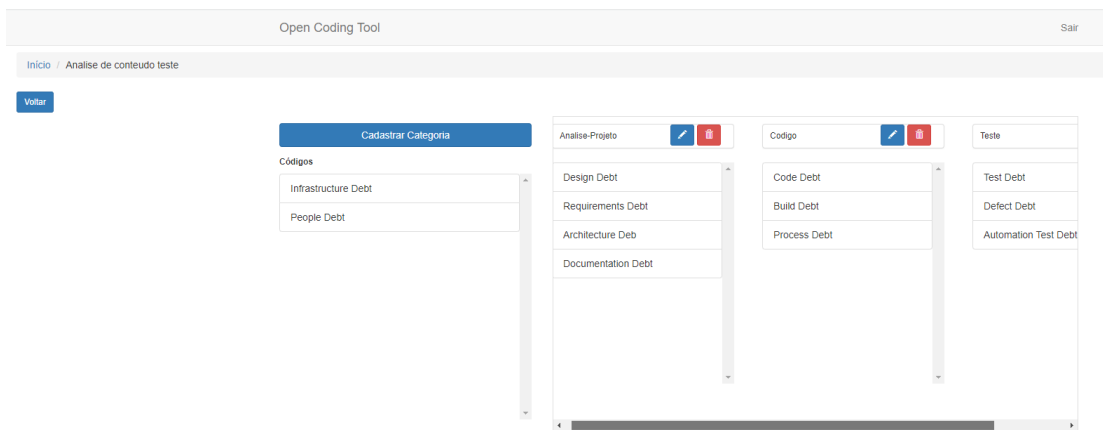 Open Coding Tool
Sair
Início / Analise de conteudo teste
Voltar
Cadastrar Categoria
Códigos
Infrastructure Debt
People Debt
Analise-Projeto
Design Debt
Requirements Debt
Architecture Deb
Documentation Debt
Codigo
Code Debt
Build Debt
Process Debt
Teste
Test Debt
Defect Debt
Automation Test Debt